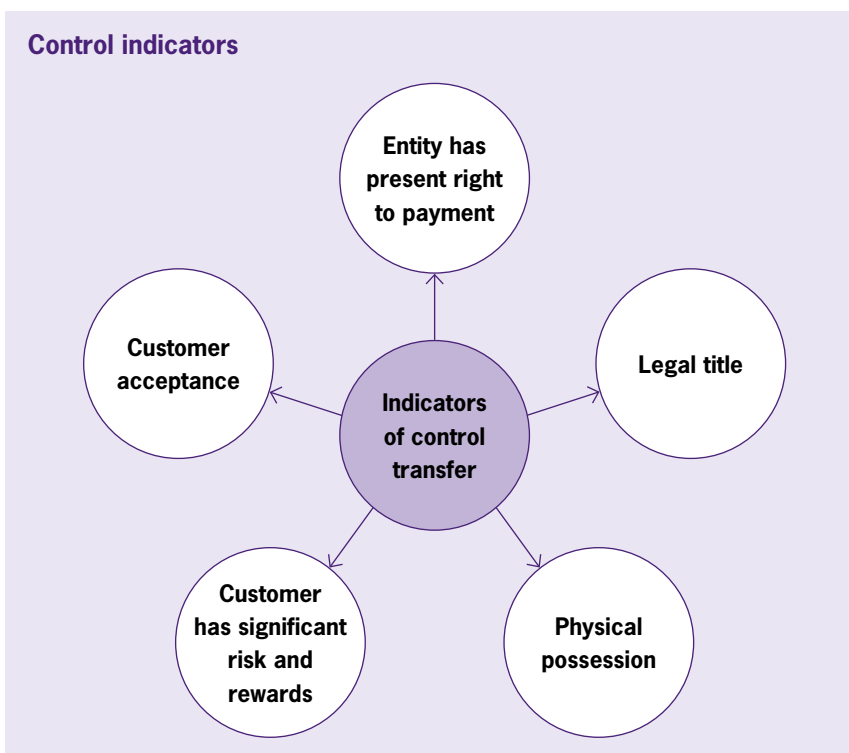 Control indicators
Entity has
present right
to payment
Customer
acceptance
Legal title
Indicators
of control
transfer
Customer
has significant
risk and
rewards
Physical
possession